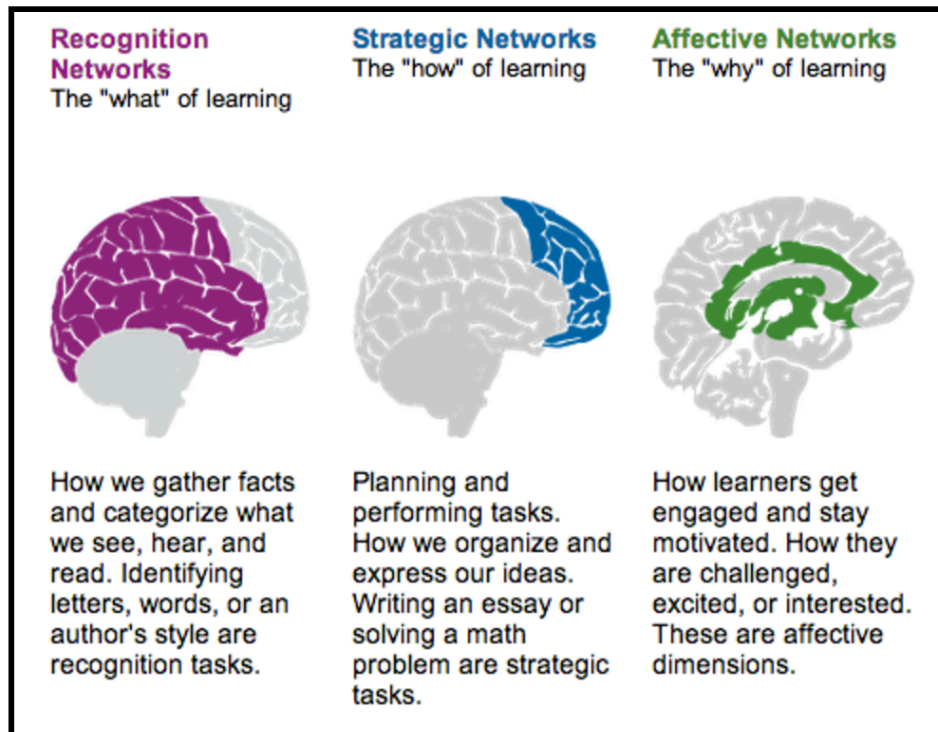 Recognition
Networks
The "what" of learning
Strategic Networks
The "how" of learning
Affective Networks
The "why" of learning
How we gather facts
and categorize what
we see, hear, and
read. Identifying
letters, words, or an
author's style are
recognition tasks.
Planning and
performing tasks.
How we organize and
express our ideas.
Writing an essay or
solving a math
problem are strategic
tasks.
How learners get
engaged and stay
motivated. How they
are challenged,
excited, or interested.
These are affective
dimensions.